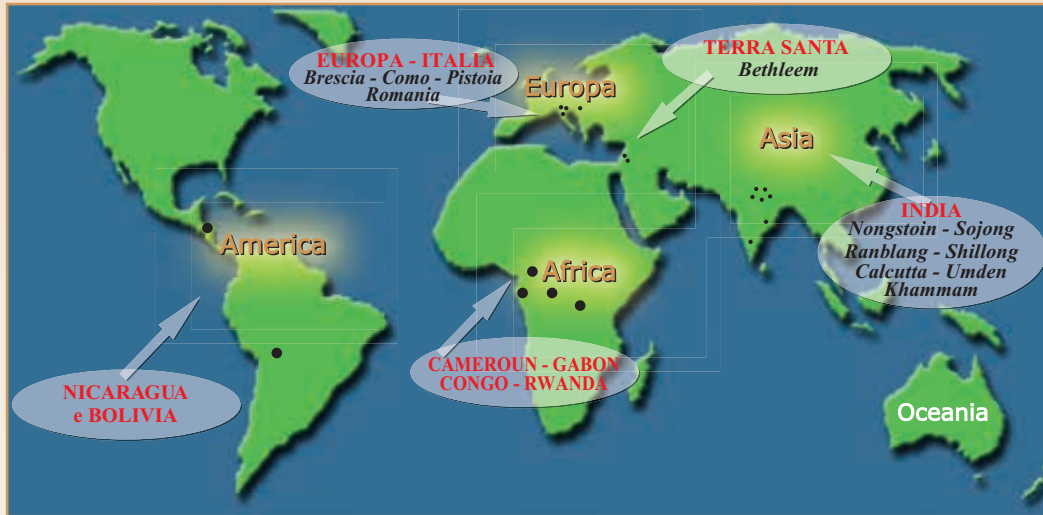 EUROPA - ITALIA
Brescia - Como - Pistoia
Romania
Europa
TERRA SANTA
Bethleem
Asia
INDIA
Nongstoin - Sojong
Ranblang - Shillong
Calcutta - Umden
Khammam
America
Africa
NICARAGUA
e BOLIVIA
CAMEROUN - GABON
CONGO - RWANDA
Oceania